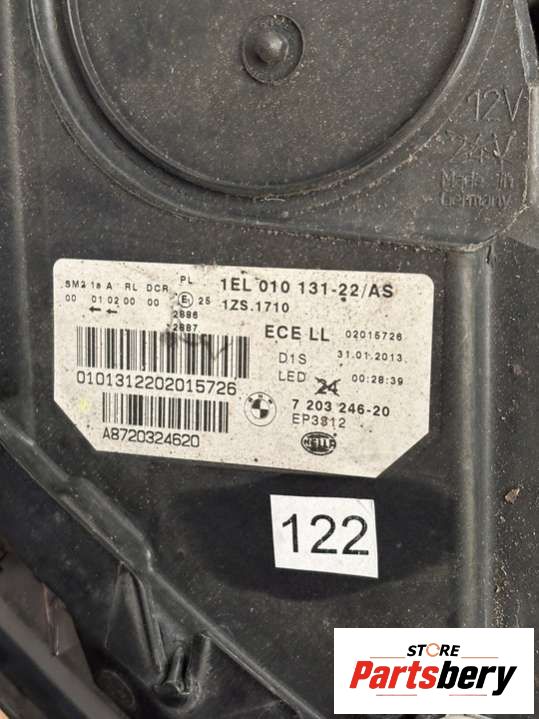 12V
24V
Made in
Germany
SM2 1a A RL DCR PL
00 01 02 00 00 E1 25
2886
2887
1EL 010 131-22/AS
1ZS.1710
ECE LL 02015726
D1S 31.01.2013
LED 24 00:28:39
0101312202015726
7 203 246-20
EP3812
A8720324620
HELLA
122
STORE
Partsbery